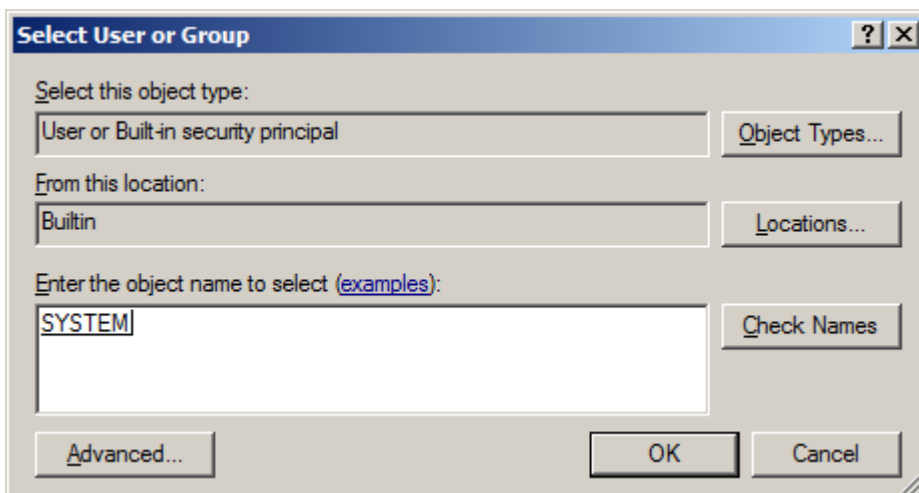 Select User or Group
Select this object type:
User or Built-in security principal
Object Types...
From this location:
Builtin
Locations...
Enter the object name to select (examples):
SYSTEM
Check Names
Advanced...
OK
Cancel